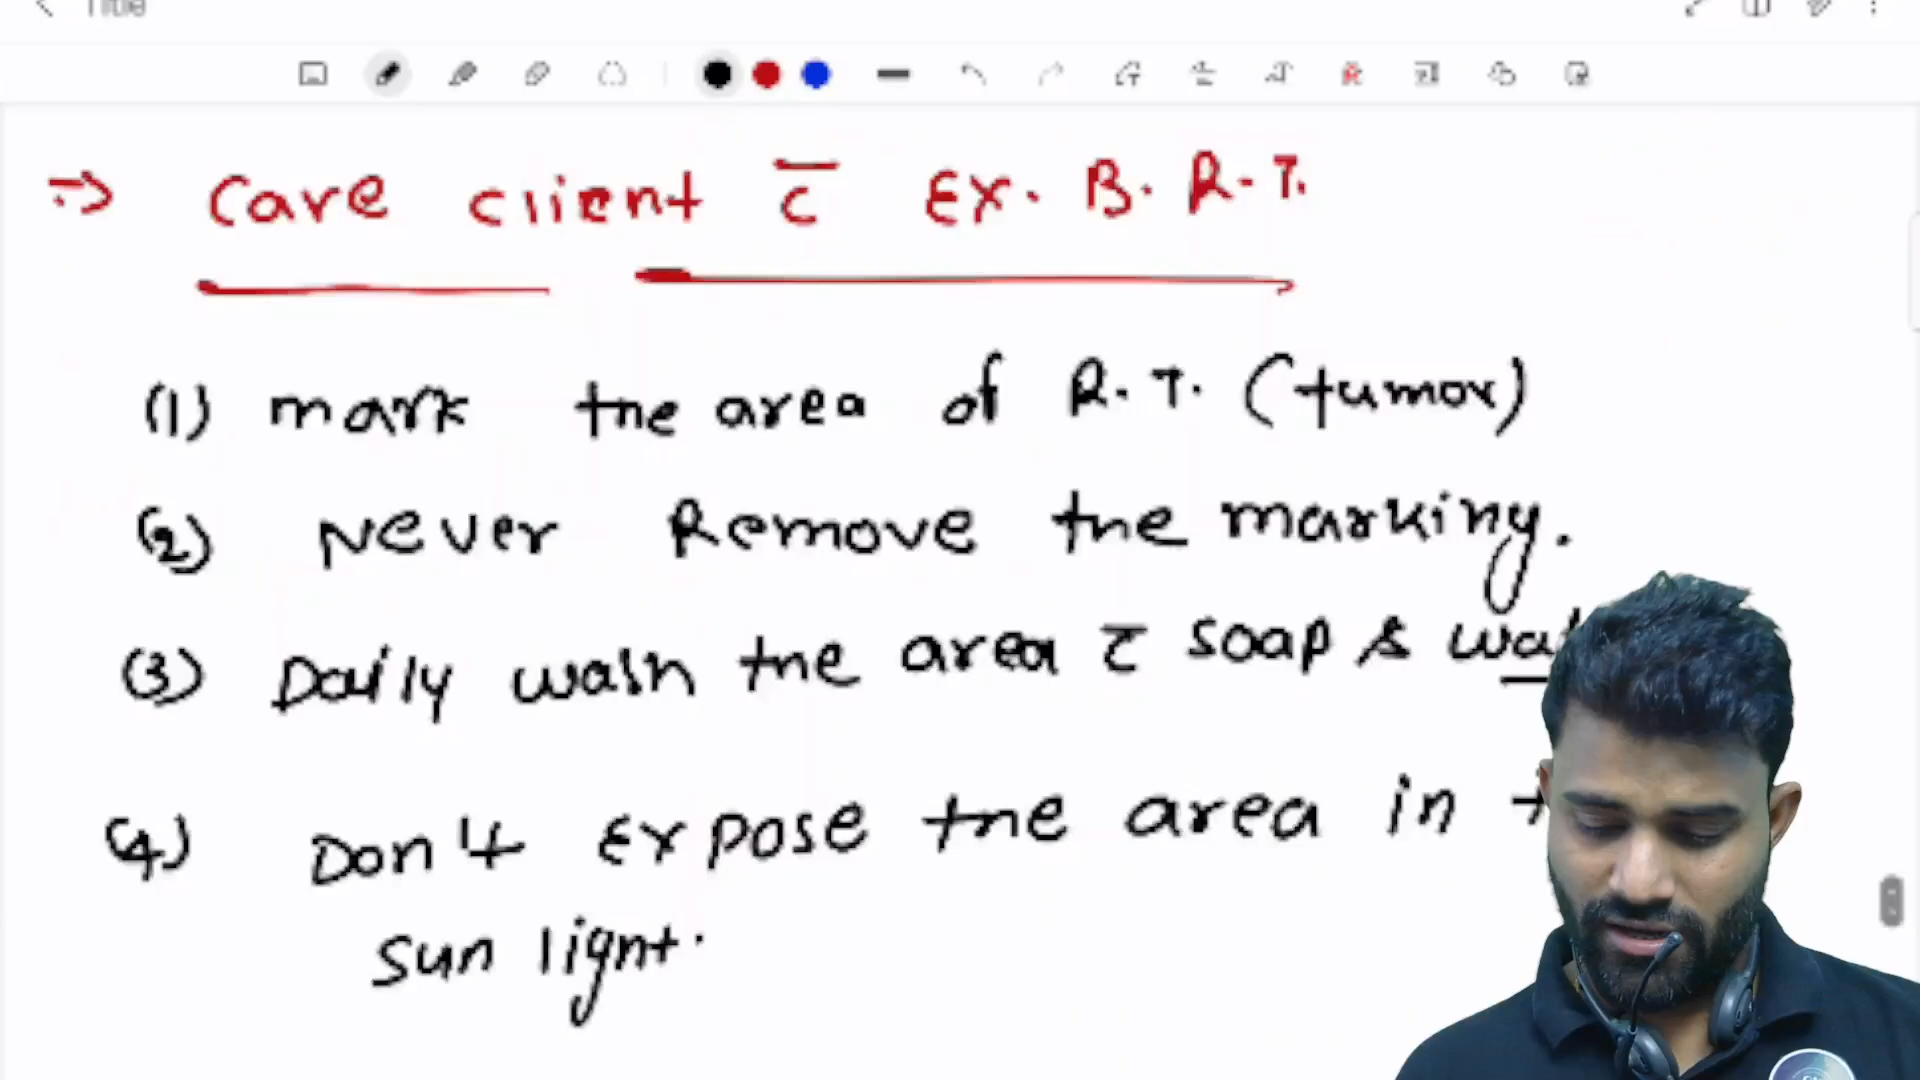 Title
⇒ Care client c̄ Ex. B. R.T.
(1) mark the area of R.T. (tumor)
(2) Never Remove the marking.
(3) Daily wash the area c̄ soap &
(4) Don't Expose the area in
sun light.